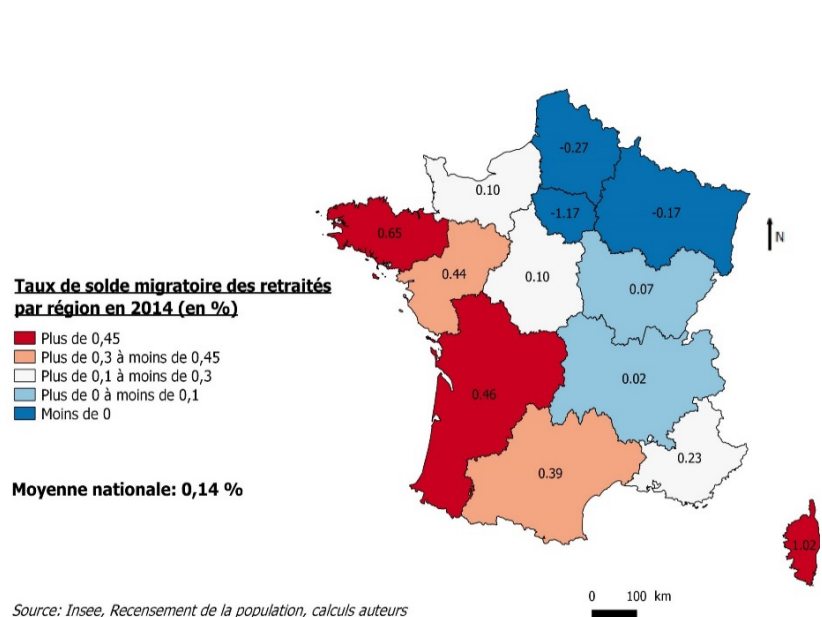 -0.27
0.10
-1.17
-0.17
N
0.65
0.44
0.10
0.07
Taux de solde migratoire des retraités
par région en 2014 (en %)
Plus de 0,45
Plus de 0,3 à moins de 0,45
Plus de 0,1 à moins de 0,3
Plus de 0 à moins de 0,1
Moins de 0
0.02
0.46
0.23
0.39
Moyenne nationale: 0,14 %
1.02
0 100 km
Source: Insee, Recensement de la population, calculs auteurs